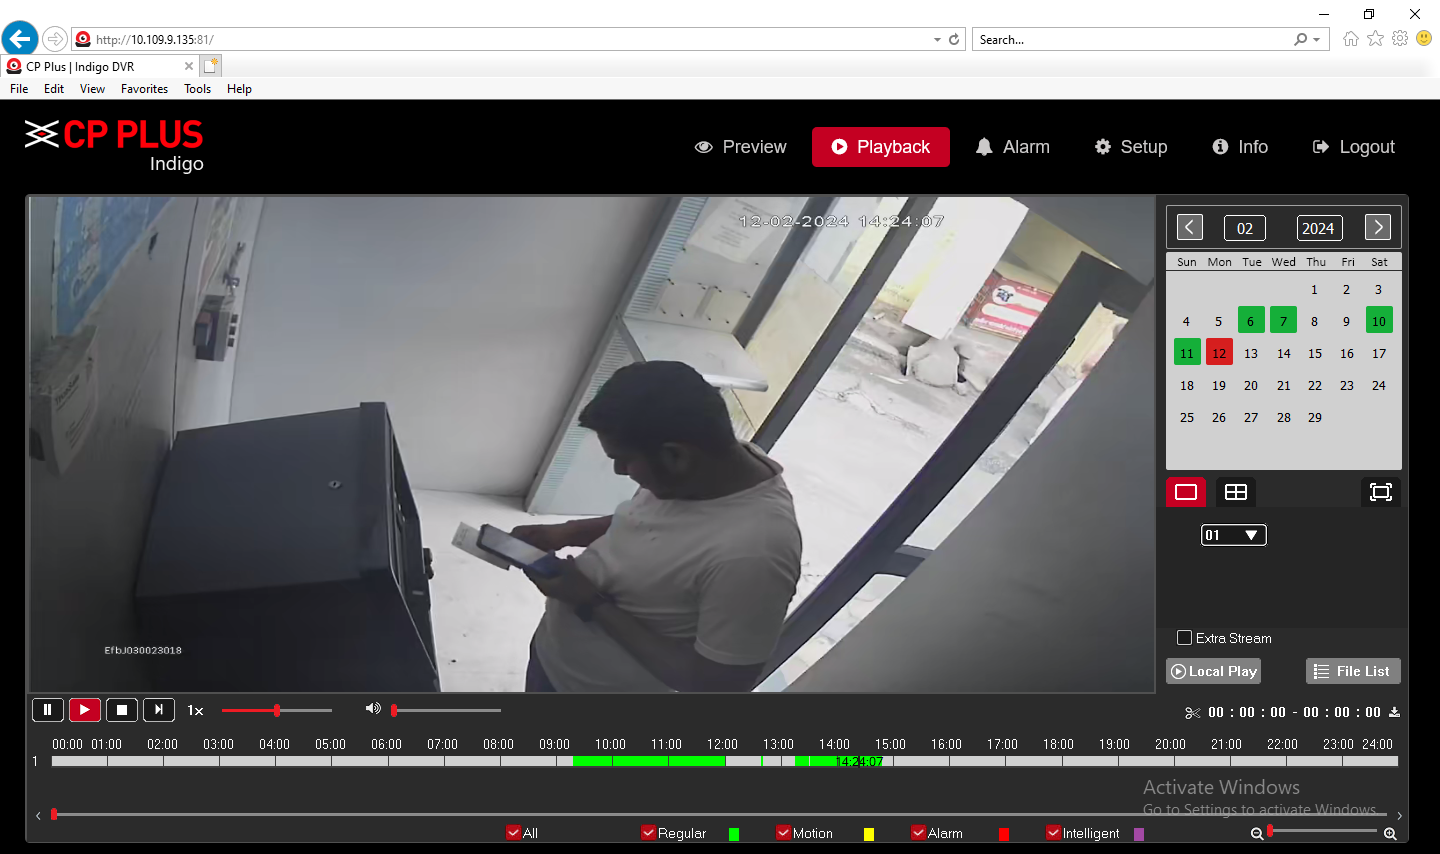 http://10.109.9.135:81/
Search...
CP Plus | Indigo DVR
File Edit View Favorites Tools Help
CP PLUS
Indigo
Preview Playback Alarm Setup Info Logout
12-02-2024 14:24:07
02 2024
Sun Mon Tue Wed Thu Fri Sat
1 2 3
4 5 6 7 8 9 10
11 12 13 14 15 16 17
18 19 20 21 22 23 24
25 26 27 28 29
01
Extra Stream
EfbJ030023018
Local Play File List
1x
00 : 00 : 00 - 00 : 00 : 00
00:00 01:00 02:00 03:00 04:00 05:00 06:00 07:00 08:00 09:00 10:00 11:00 12:00 13:00 14:00 15:00 16:00 17:00 18:00 19:00 20:00 21:00 22:00 23:00 24:00
1 14:24:07
Activate Windows
Go to Settings to activate Windows.
All Regular Motion Alarm Intelligent